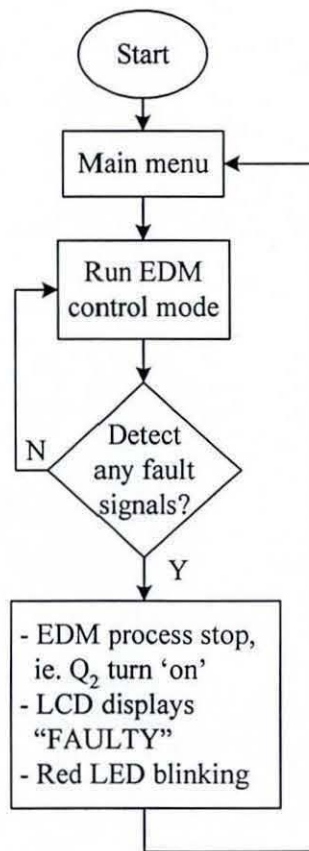 Start
Main menu
Run EDM
control mode
Detect
any fault
signals?
N
Y
- EDM process stop,
ie. Q₂ turn ‘on’
- LCD displays
“FAULTY”
- Red LED blinking